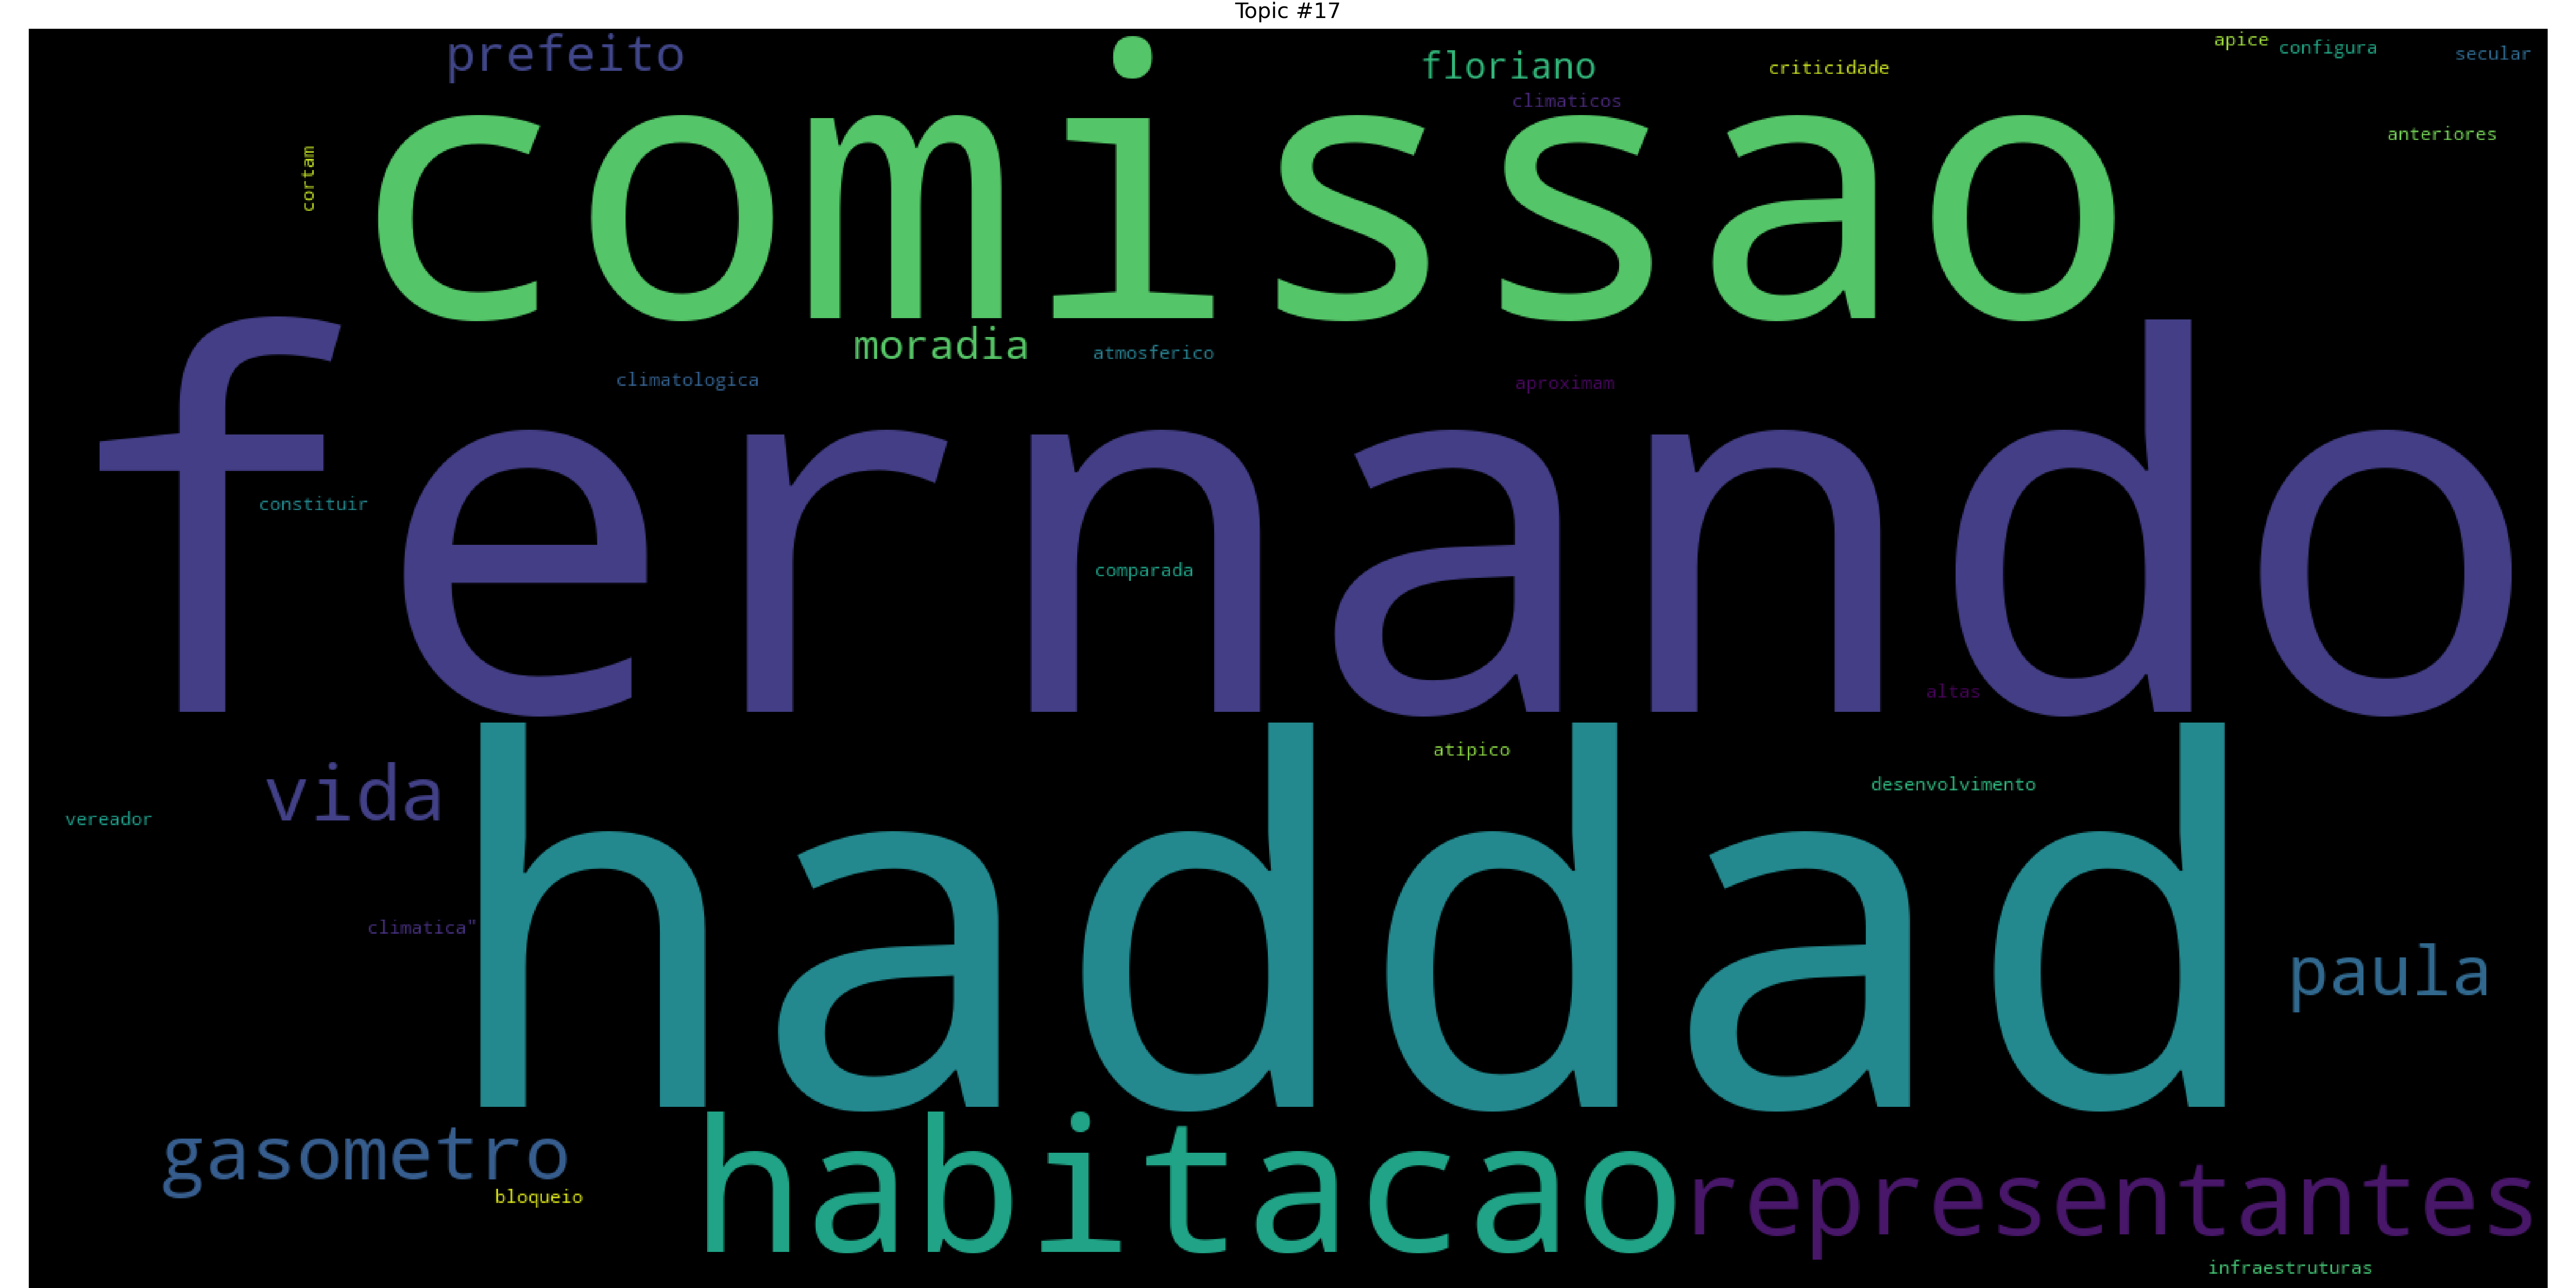 Topic #17
prefeito
floriano
criticidade
apice
configura
secular
climaticos
anteriores
cortam
comissao
moradia
atmosferico
climatologica
aproximam
fernando
constituir
comparada
altas
atipico
desenvolvimento
vida
vereador
haddad
climatica"
paula
gasometro
bloqueio
habitacao
representantes
infraestruturas